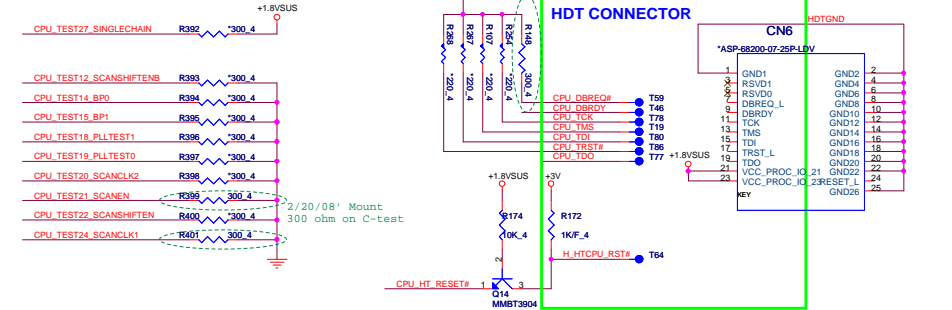 +1.8VSUS
CPU_TEST27_SINGLECHAIN R392 *300_4
CPU_TEST12_SCANSHIFTENB R393 *300_4
CPU_TEST14_BP0 R394 *300_4
CPU_TEST15_BP1 R395 *300_4
CPU_TEST18_PLLTEST1 R396 *300_4
CPU_TEST19_PLLTEST0 R397 *300_4
CPU_TEST20_SCANCLK2 R398 *300_4
CPU_TEST21_SCANEN R399 300_4
CPU_TEST22_SCANSHIFTEN R400 *300_4
CPU_TEST24_SCANCLK1 R401 300_4
2/20/08' Mount
300 ohm on C-test
R268 *220_4
R267 *220_4
R107 *220_4
R254 *220_4
R148 300_4
HDT CONNECTOR
CPU_DBREQ# T59
CPU_DBRDY T46
CPU_TCK T78
CPU_TMS T19
CPU_TDI T80
CPU_TRST# T86
CPU_TDO T77
+1.8VSUS
HDTGND
CN6
*ASP-68200-07-25P-LDV
1 GND1 GND2 2
3 RSVD1 GND4 4
5 RSVD0 GND6 6
7 DBREQ_L GND8 8
9 DBRDY GND10 10
11 TCK GND12 12
13 TMS GND14 14
15 TDI GND16 16
17 TRST_L GND18 18
19 TDO GND20 20
21 VCC_PROC_IO_21 GND22 22
23 VCC_PROC_IO_23 RESET_L 24
GND26 25
KEY
+1.8VSUS +3V
R174
10K_4
R172
1K/F_4
H_HTCPU_RST# T64
CPU_HT_RESET# 1 2 3
Q14
MMBT3904